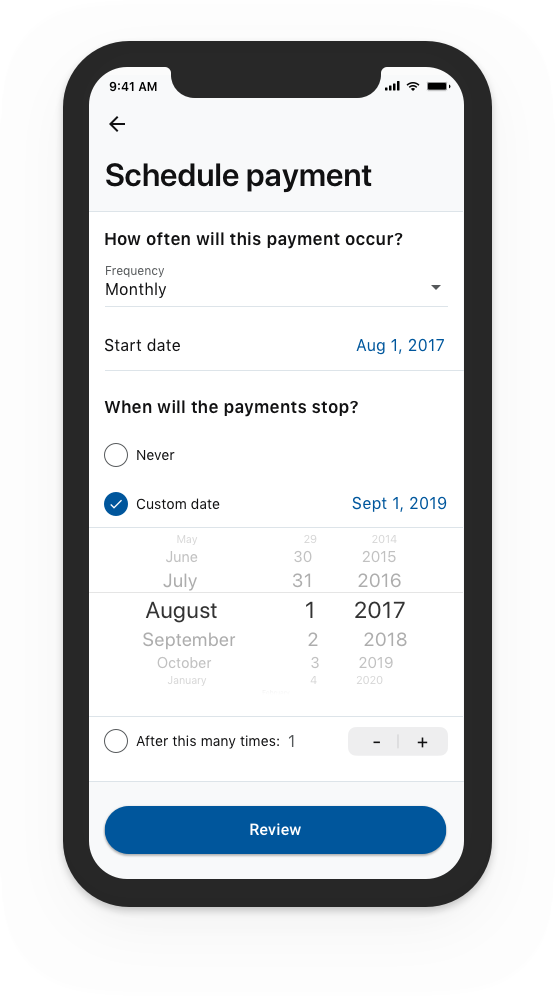 9:41 AM
Schedule payment
How often will this payment occur?
Frequency
Monthly
Start date Aug 1, 2017
When will the payments stop?
Never
Custom date Sept 1, 2019
May 29 2014
June 30 2015
July 31 2016
August 1 2017
September 2 2018
October 3 2019
January 4 2020
After this many times: 1 - +
Review